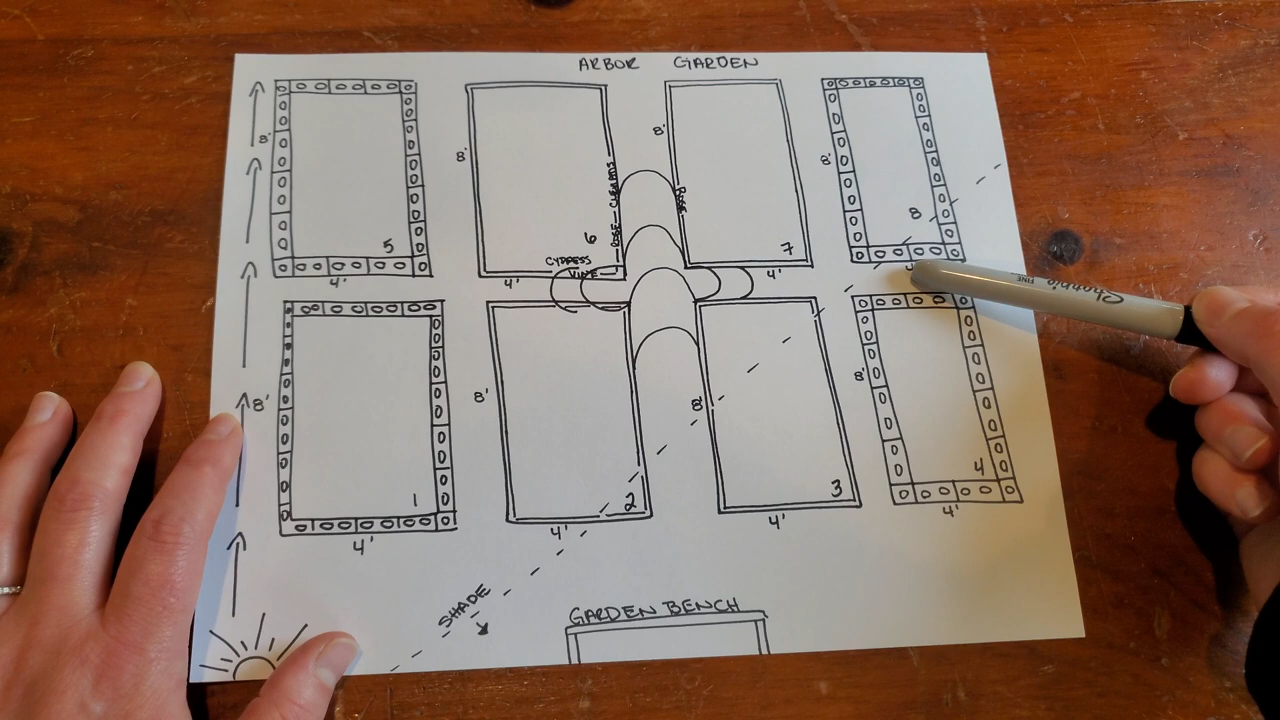 ARBOR GARDEN
8'
8'
8'
8'
ROSE - CLEMATIS
ROSE
5
6
7
8
CYPRESS
VINE
4'
4'
4'
8'
8'
8'
8'
1
2
3
4
4'
4'
4'
4'
SHADE
GARDEN BENCH
Sharpie
FINE